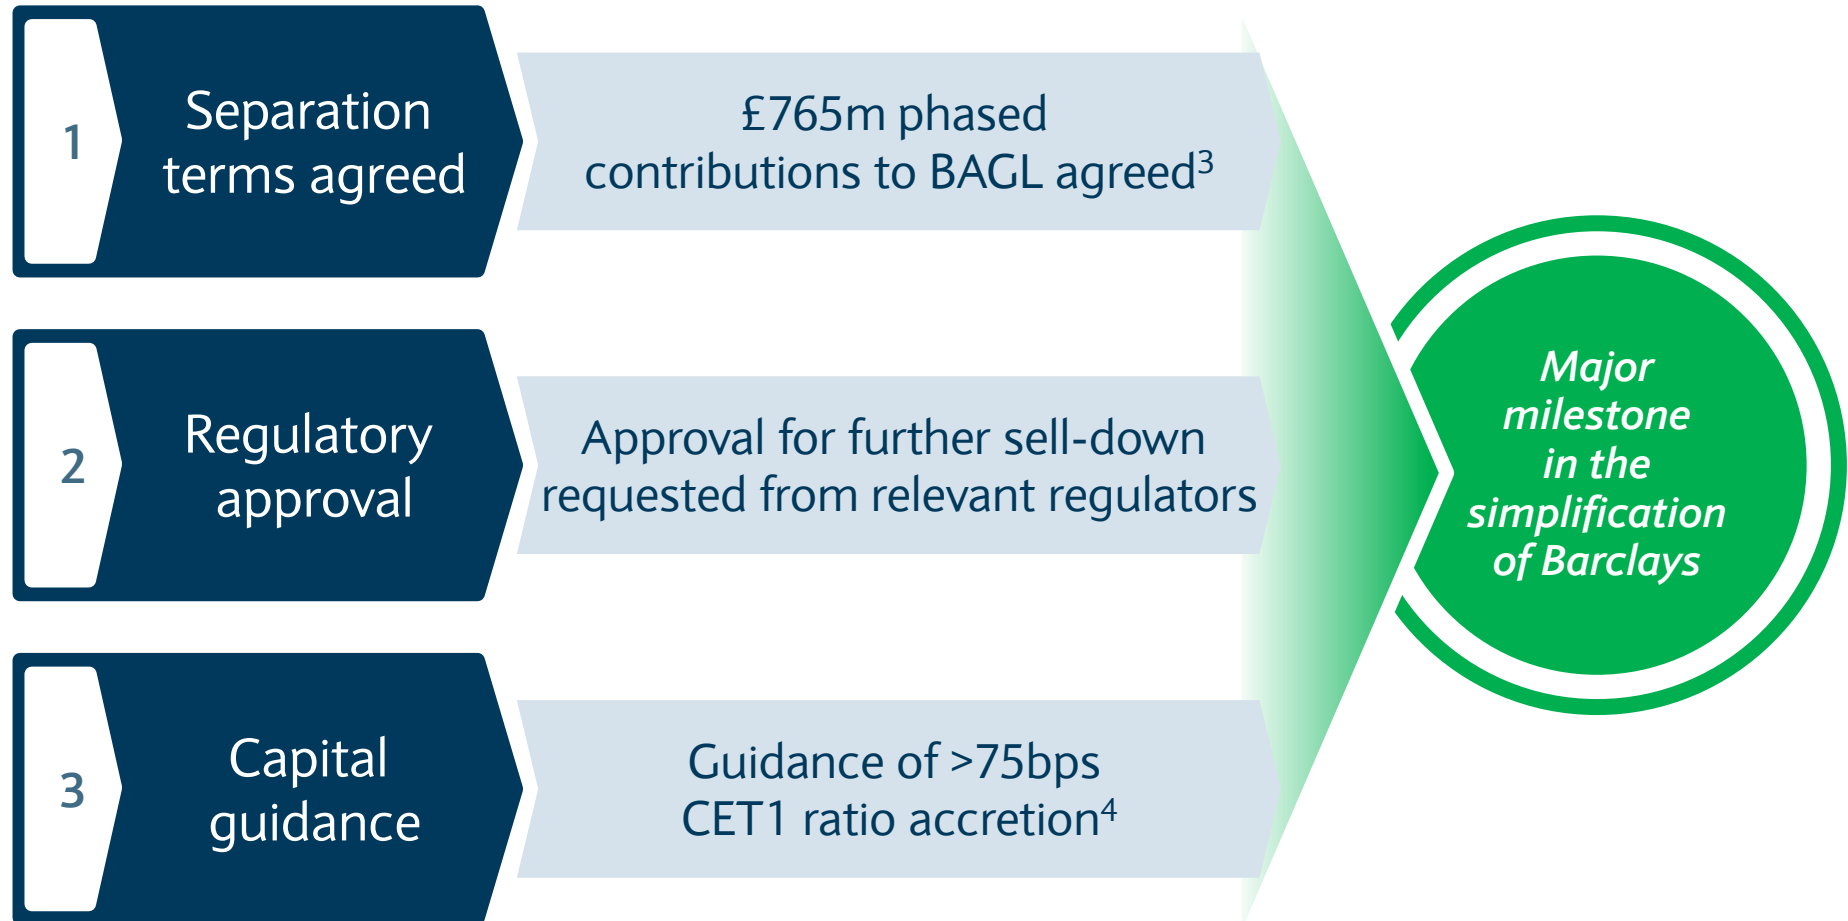 1
Separation
terms agreed
£765m phased
contributions to BAGL agreed³
2
Regulatory
approval
Approval for further sell-down
requested from relevant regulators
3
Capital
guidance
Guidance of >75bps
CET1 ratio accretion⁴
Major
milestone
in the
simplification
of Barclays